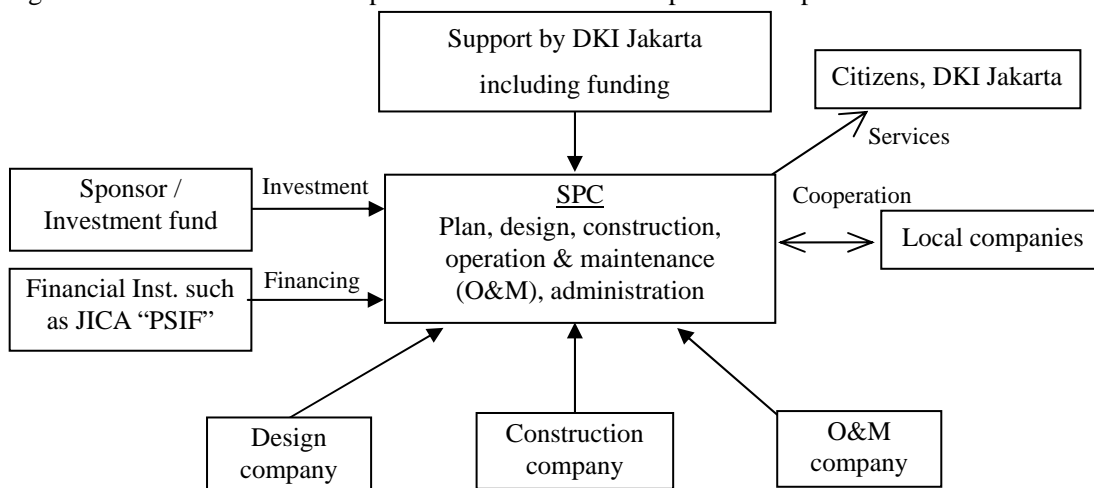 Support by DKI Jakarta
including funding
Citizens, DKI Jakarta
Services
Sponsor /
Investment fund
Investment
SPC
Plan, design, construction,
operation & maintenance
(O&M), administration
Cooperation
Local companies
Financial Inst. such
as JICA “PSIF”
Financing
Design
company
Construction
company
O&M
company